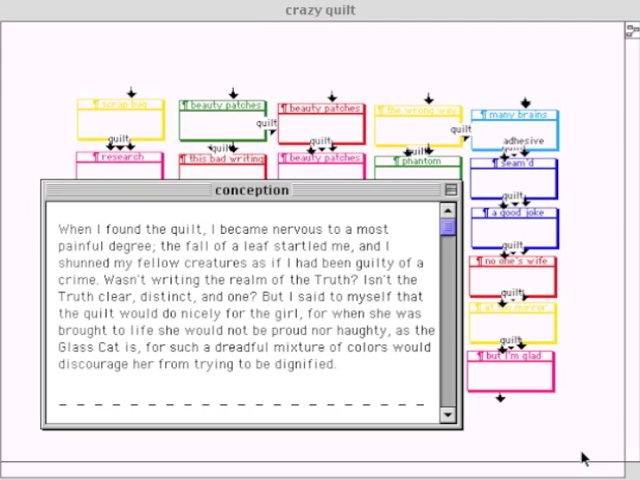 crazy quilt
scrap bag
beauty patches
beauty patches
the wrong way
many brains
quilt
quilt
adhesive
quilt
quilt
quilt
quilt
research
this bad writing
beauty patches
phantom
seam'd
quilt
a good joke
quilt
no one's wife
quilt
quilt
but I'm glad
conception
When I found the quilt, I became nervous to a most
painful degree; the fall of a leaf startled me, and I
shunned my fellow creatures as if I had been guilty of a
crime. Wasn't writing the realm of the Truth? Isn't the
Truth clear, distinct, and one? But I said to myself that
the quilt would do nicely for the girl, for when she was
brought to life she would not be proud nor haughty, as the
Glass Cat is, for such a dreadful mixture of colors would
discourage her from trying to be dignified.